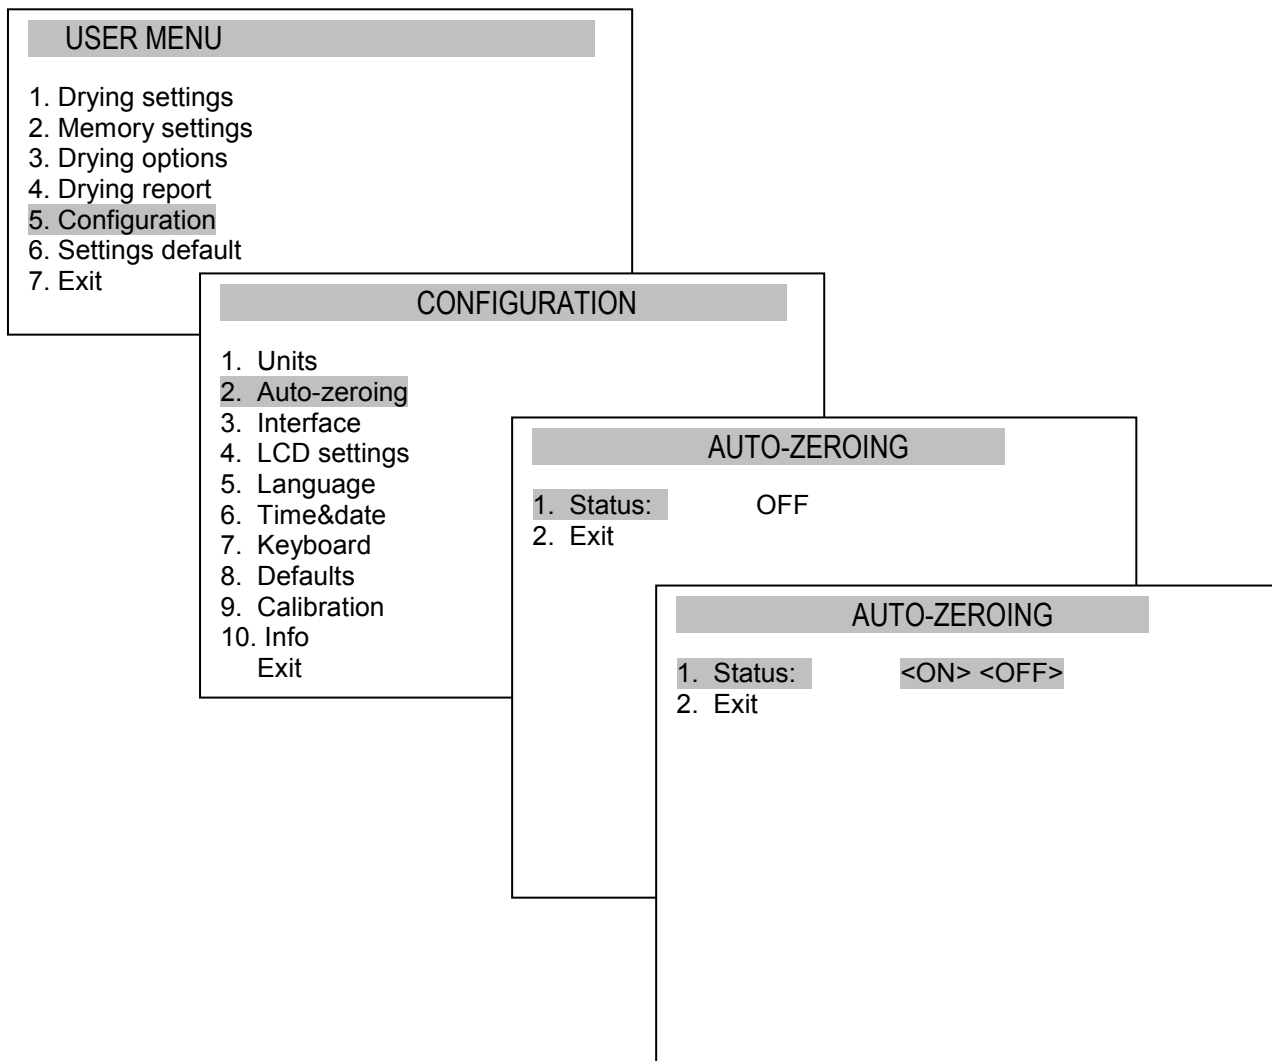 USER MENU
1. Drying settings
2. Memory settings
3. Drying options
4. Drying report
5. Configuration
6. Settings default
7. Exit
CONFIGURATION
1. Units
2. Auto-zeroing
3. Interface
4. LCD settings
5. Language
6. Time&date
7. Keyboard
8. Defaults
9. Calibration
10. Info
Exit
AUTO-ZEROING
1. Status: OFF
2. Exit
AUTO-ZEROING
1. Status: <ON> <OFF>
2. Exit